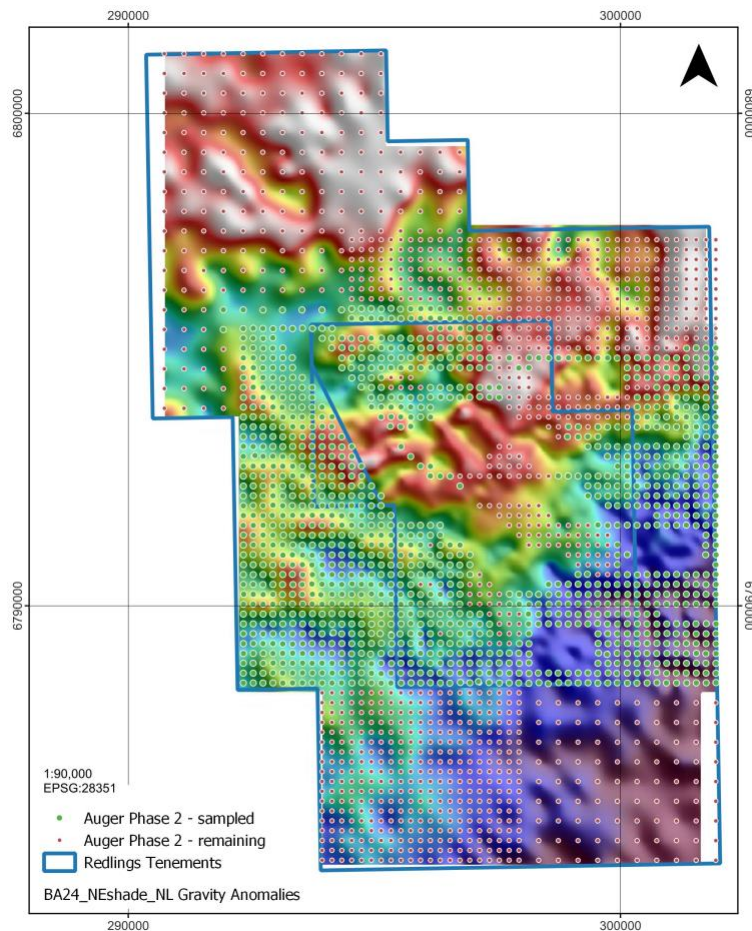 290000
300000
6800000
6800000
6790000
6790000
1:90,000
EPSG:28351
Auger Phase 2 - sampled
Auger Phase 2 - remaining
Redlings Tenements
BA24_NEshade_NL Gravity Anomalies
290000
300000